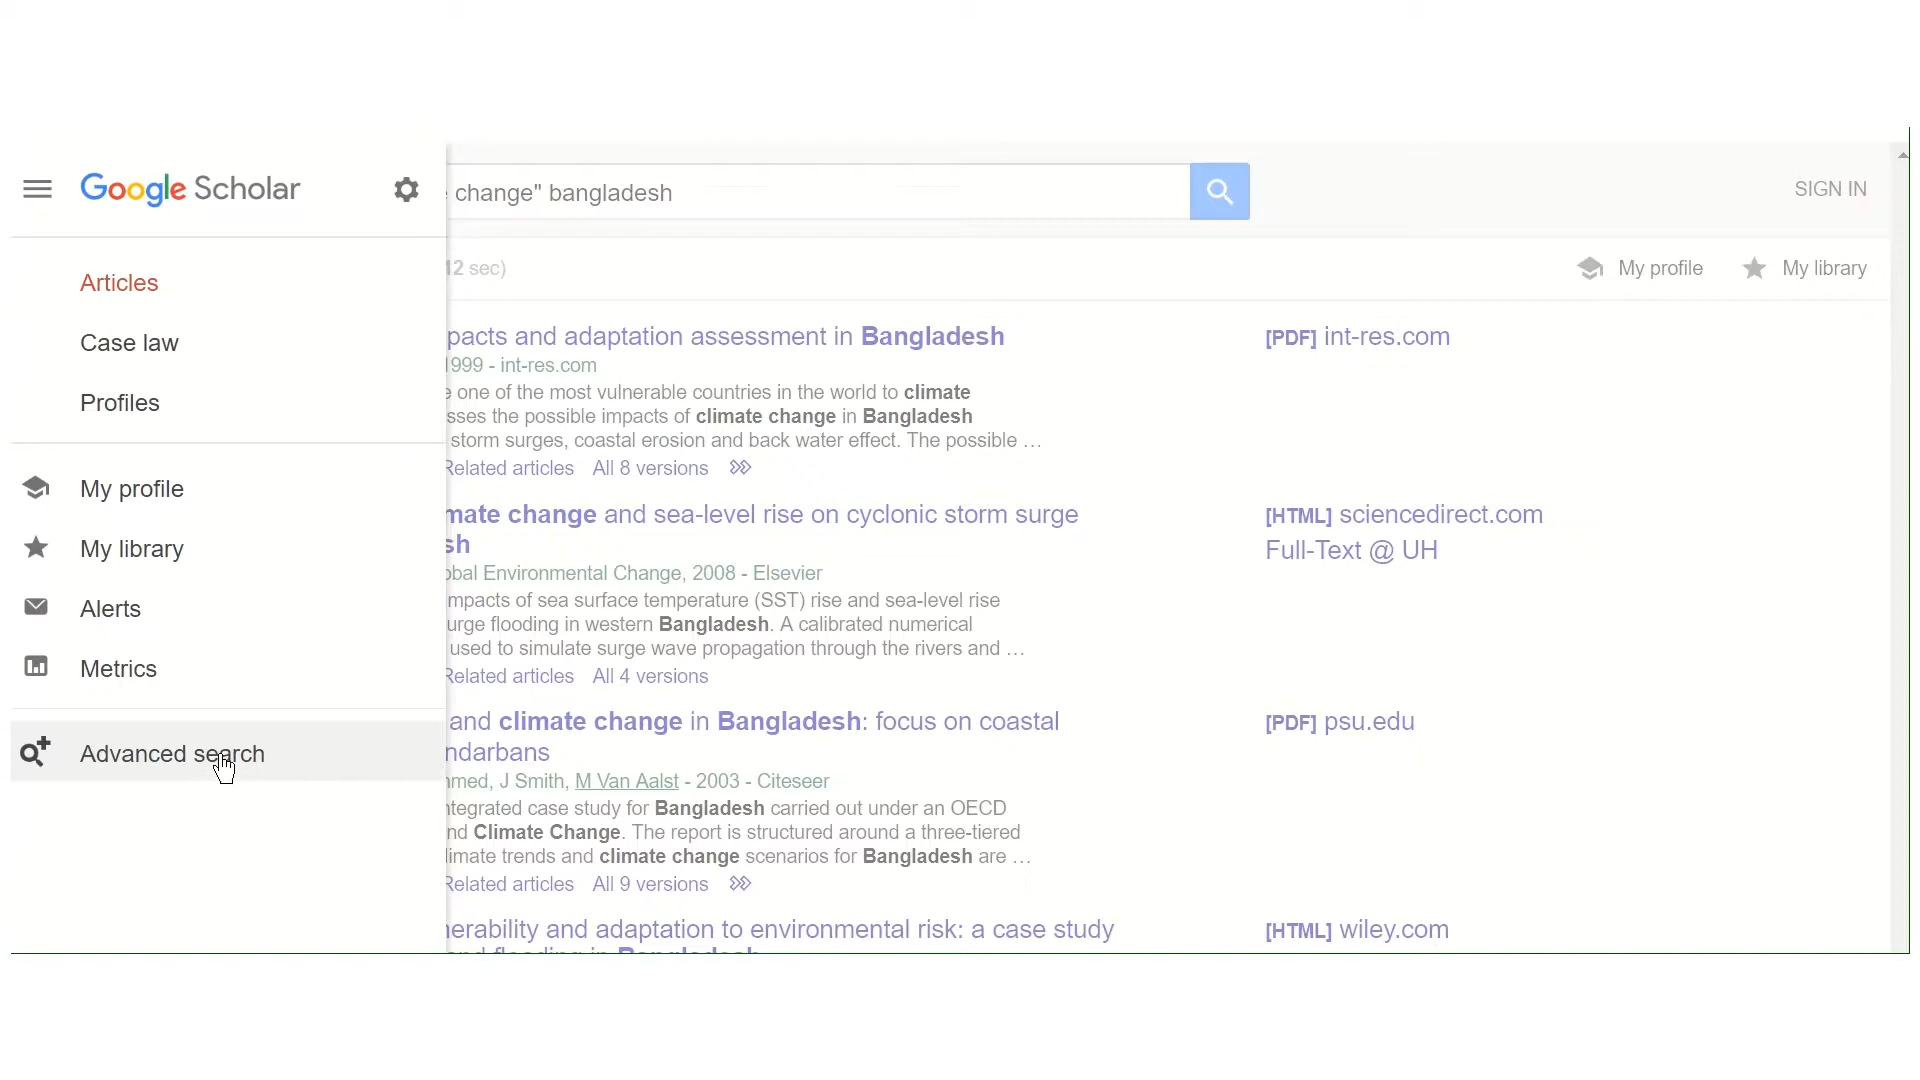 Google Scholar
change" bangladesh
SIGN IN
Articles
Case law
Profiles
My profile
My library
Alerts
Metrics
Advanced search
12 sec)
My profile
My library
pacts and adaptation assessment in Bangladesh
1999 - int-res.com
one of the most vulnerable countries in the world to climate
sses the possible impacts of climate change in Bangladesh
storm surges, coastal erosion and back water effect. The possible …
Related articles All 8 versions
[PDF] int-res.com
mate change and sea-level rise on cyclonic storm surge
sh
bal Environmental Change, 2008 - Elsevier
mpacts of sea surface temperature (SST) rise and sea-level rise
urge flooding in western Bangladesh. A calibrated numerical
used to simulate surge wave propagation through the rivers and …
Related articles All 4 versions
[HTML] sciencedirect.com
Full-Text @ UH
and climate change in Bangladesh: focus on coastal
ndarbans
med, J Smith, M Van Aalst - 2003 - Citeseer
ntegrated case study for Bangladesh carried out under an OECD
nd Climate Change. The report is structured around a three-tiered
limate trends and climate change scenarios for Bangladesh are …
Related articles All 9 versions
[PDF] psu.edu
nerability and adaptation to environmental risk: a case study
and flooding in Bangladesh
[HTML] wiley.com